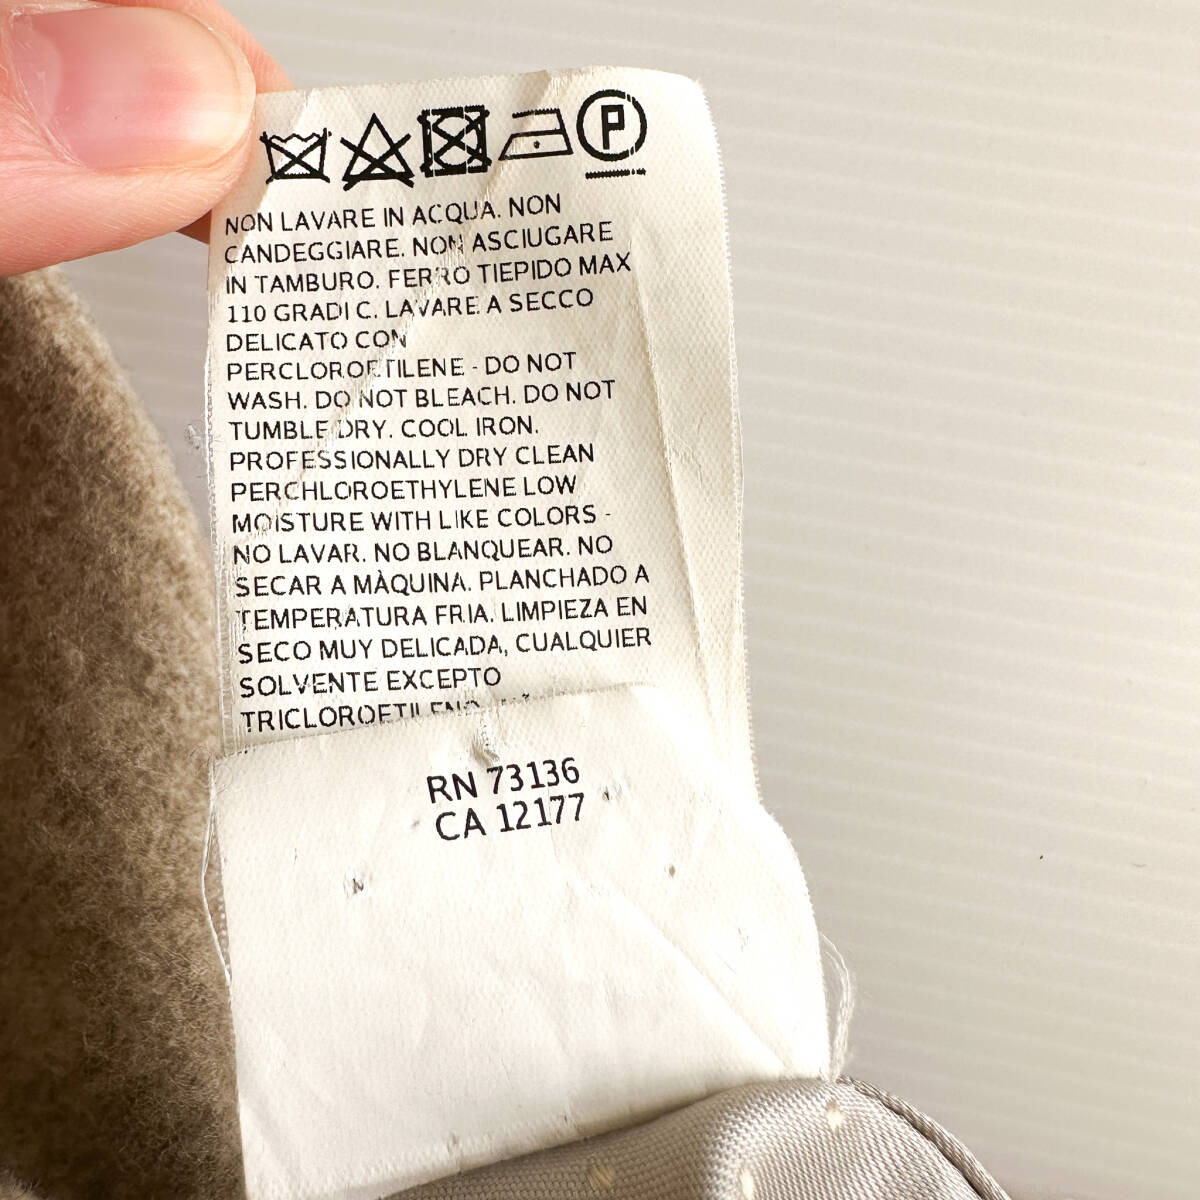 P
NON LAVARE IN ACQUA. NON
CANDEGGIARE. NON ASCIUGARE
IN TAMBURO. FERRO TIEPIDO MAX
110 GRADI C. LAVARE A SECCO
DELICATO CON
PERCLOROETILENE - DO NOT
WASH. DO NOT BLEACH. DO NOT
TUMBLE DRY. COOL IRON.
PROFESSIONALLY DRY CLEAN
PERCHLOROETHYLENE LOW
MOISTURE WITH LIKE COLORS -
NO LAVAR. NO BLANQUEAR. NO
SECAR A MÀQUINA. PLANCHADO A
TEMPERATURA FRIA. LIMPIEZA EN
SECO MUY DELICADA, CUALQUIER
SOLVENTE EXCEPTO
TRICLOROETILENO
RN 73136
CA 12177